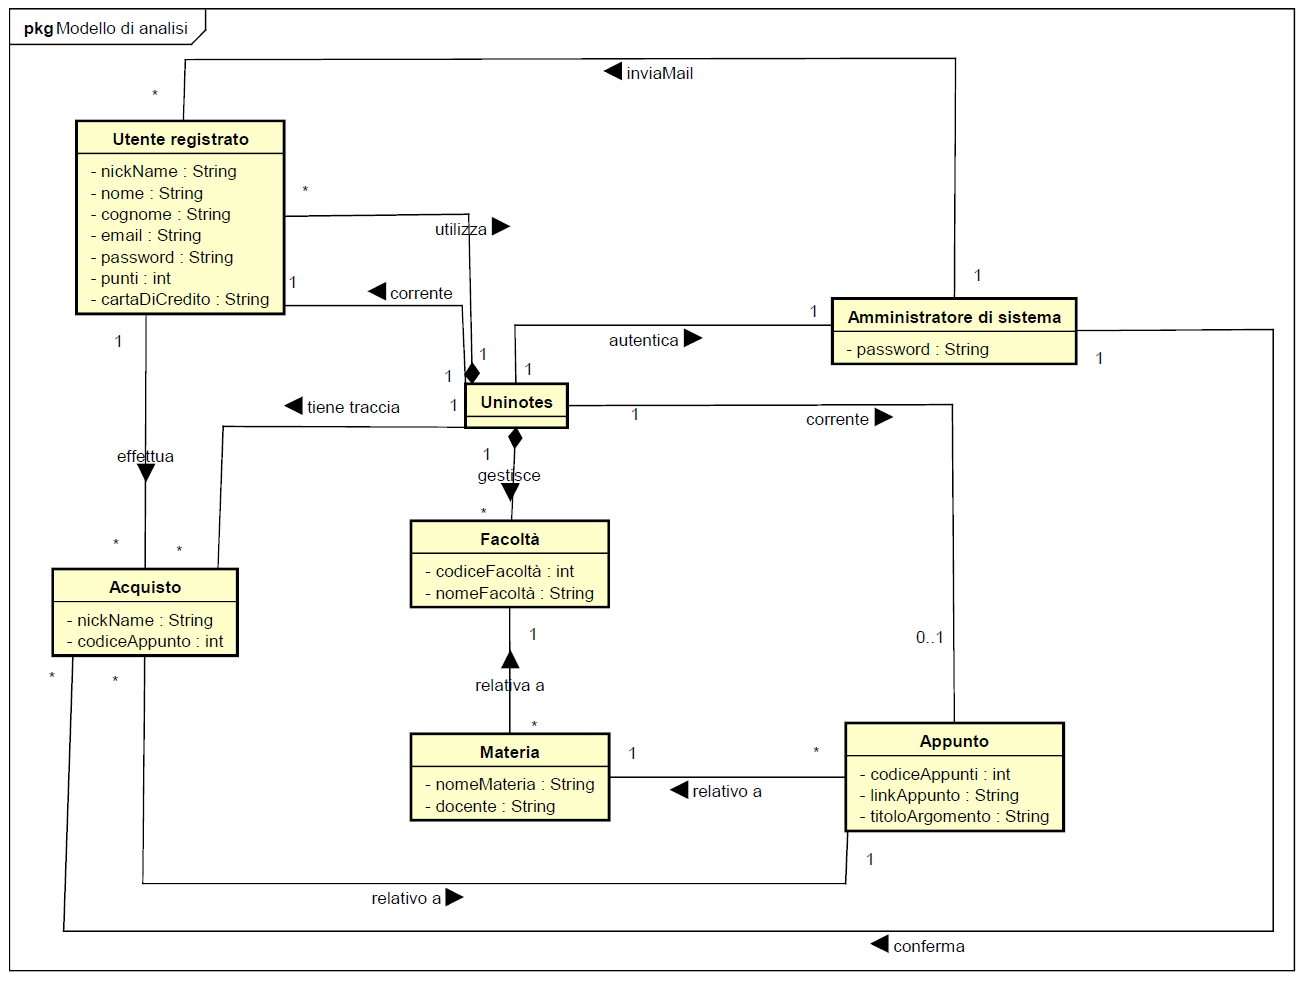 pkg Modello di analisi
inviaMail
*
Utente registrato
- nickName : String
- nome : String
- cognome : String
- email : String
- password : String
- punti : int
- cartaDiCredito : String
*
utilizza
1
corrente
1
Amministratore di sistema
- password : String
1
1
autentica
1
1
1
1
Uninotes
1
tiene traccia
1
corrente
1
effettua
1
gestisce
*
Facoltà
- codiceFacoltà : int
- nomeFacoltà : String
*
*
Acquisto
- nickName : String
- codiceAppunto : int
1
0..1
*
*
relativa a
*
Materia
- nomeMateria : String
- docente : String
1
*
relativo a
Appunto
- codiceAppunti : int
- linkAppunto : String
- titoloArgomento : String
1
relativo a
conferma